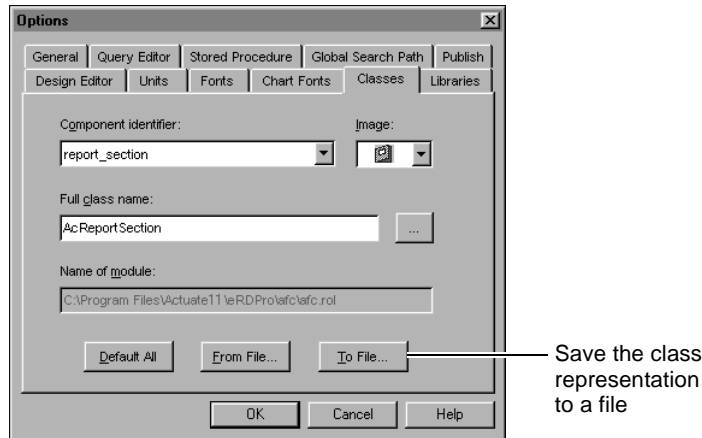 Options
General Query Editor Stored Procedure Global Search Path Publish
Design Editor Units Fonts Chart Fonts Classes Libraries
Component identifier: Image:
report_section
Full class name:
AcReportSection ...
Name of module:
C:\Program Files\Actuate11\eRDPro\afc\afc.rol
Default All From File... To File...
Save the class
representation
to a file
OK Cancel Help